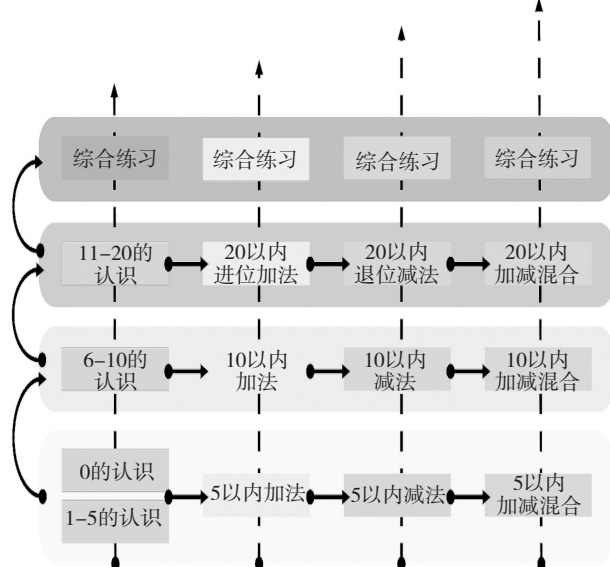 综合练习 综合练习 综合练习 综合练习
11-20的
认识
20以内
进位加法
20以内
退位减法
20以内
加减混合
6-10的
认识
10以内
加法
10以内
减法
10以内
加减混合
0的认识
1-5的认识
5以内加法
5以内减法
5以内
加减混合